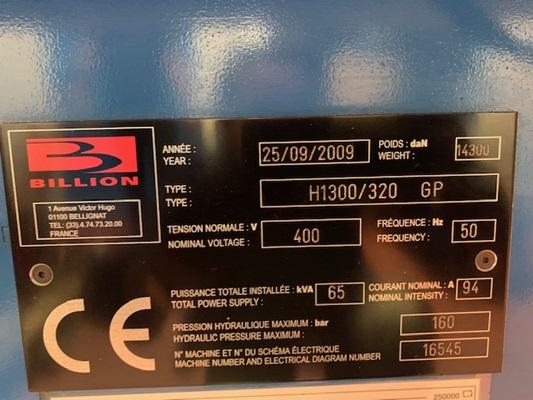 BILLION
1 Avenue Victor Hugo
01100 BELLIGNAT
TEL: (33).4.74.73.20.00
FRANCE
ANNÉE :
YEAR :
25/09/2009
POIDS : daN
WEIGHT :
14300
TYPE :
TYPE :
H1300/320 GP
TENSION NORMALE : V
NOMINAL VOLTAGE :
400
FRÉQUENCE : Hz
FREQUENCY :
50
CE
PUISSANCE TOTALE INSTALLÉE : kVA
TOTAL POWER SUPPLY :
65
COURANT NOMINAL : A
NOMINAL INTENSITY :
94
PRESSION HYDRAULIQUE MAXIMUM : bar
HYDRAULIC PRESSURE MAXIMUM :
160
N° MACHINE ET N° DU SCHÉMA ÉLECTRIQUE
MACHINE NUMBER AND ELECTRICAL DIAGRAM NUMBER
16545
250000